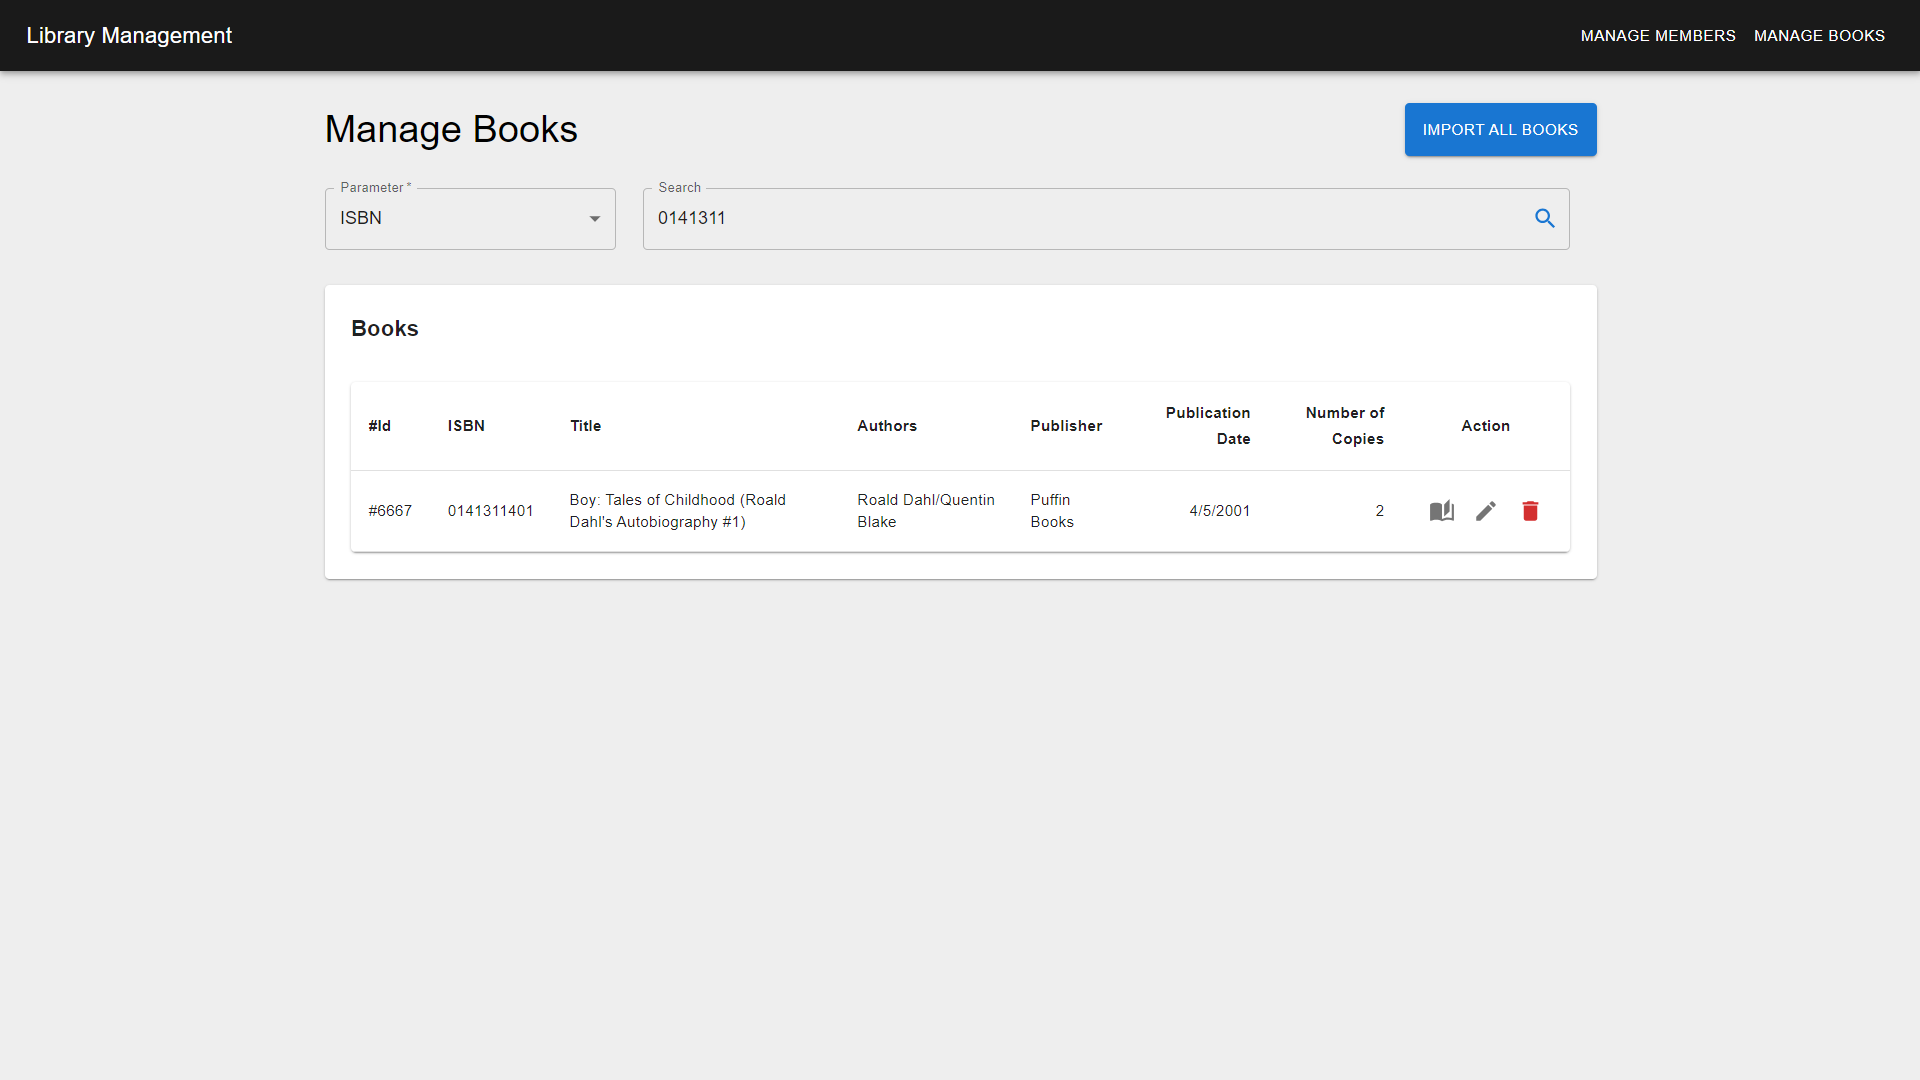 Library Management
MANAGE MEMBERS
MANAGE BOOKS
Manage Books
IMPORT ALL BOOKS
Parameter *
ISBN
Search
0141311
Books
#Id
ISBN
Title
Authors
Publisher
Publication
Date
Number of
Copies
Action
#6667
0141311401
Boy: Tales of Childhood (Roald
Dahl's Autobiography #1)
Roald Dahl/Quentin
Blake
Puffin
Books
4/5/2001
2